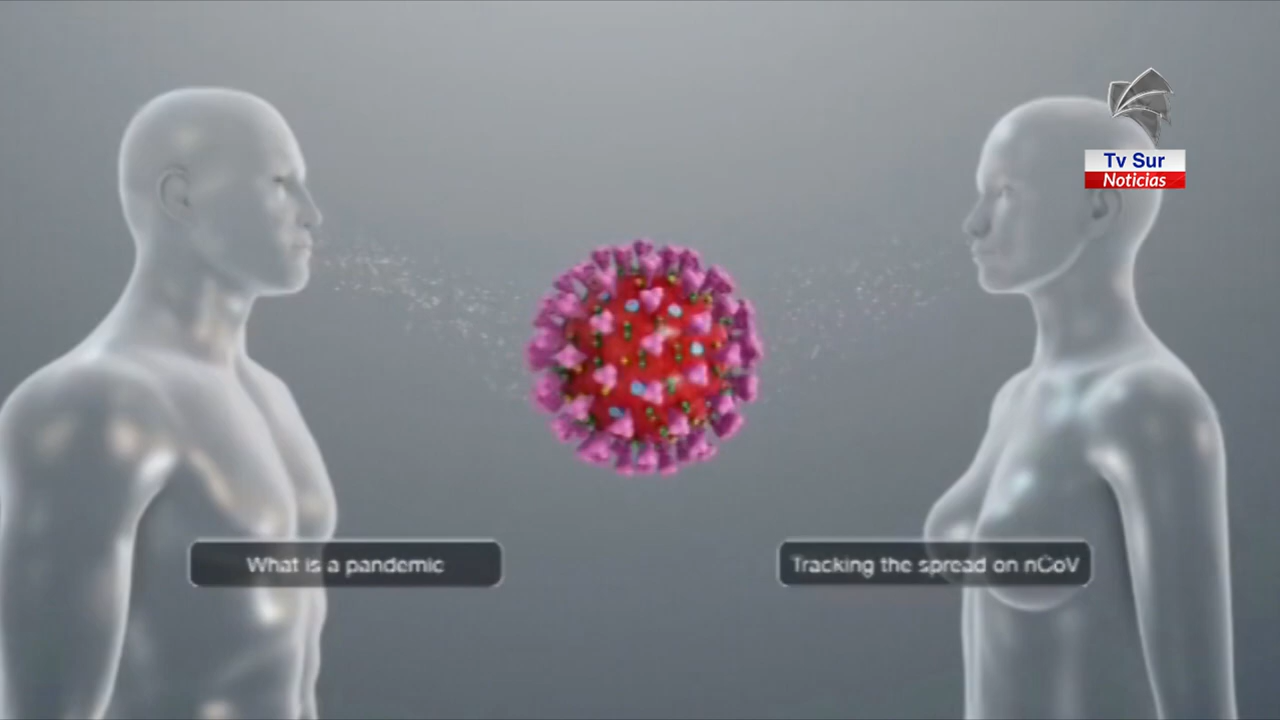 Tv Sur
Noticias
What is a pandemic
Tracking the spread on nCoV